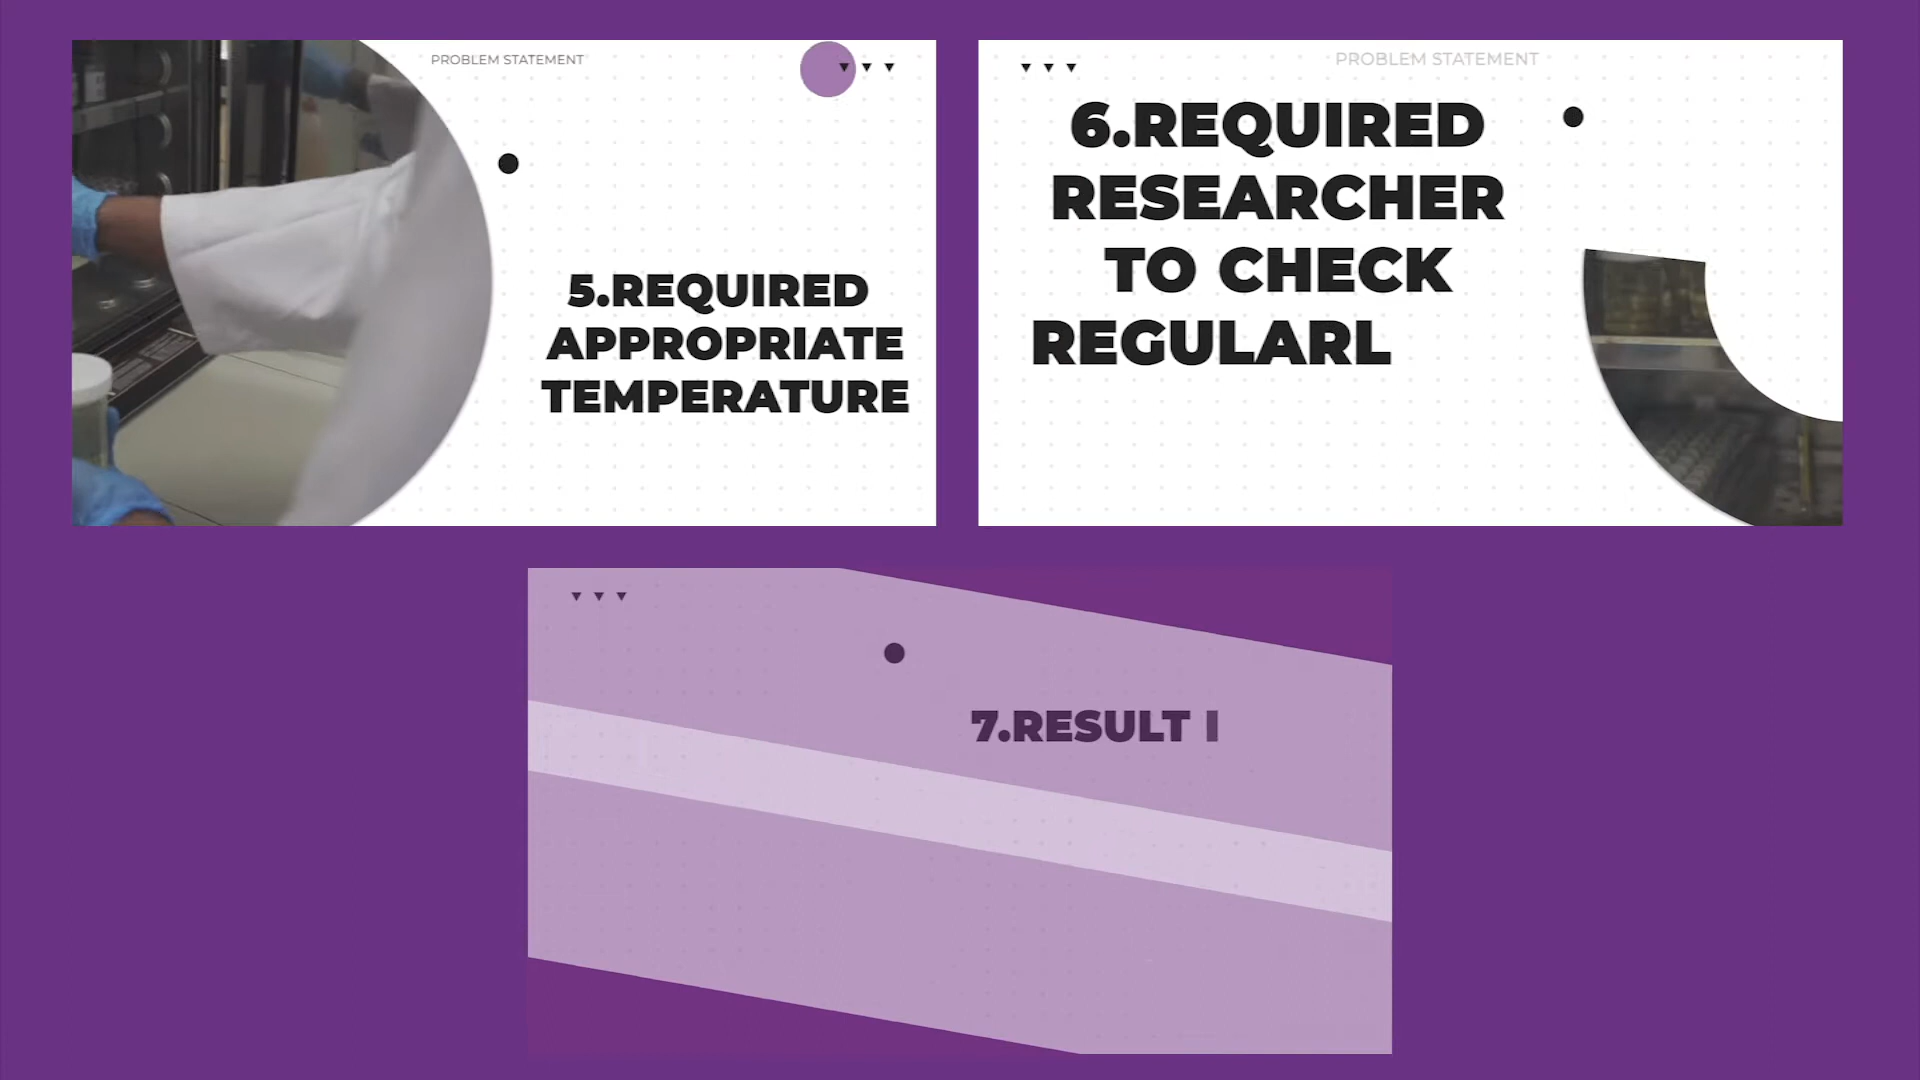 PROBLEM STATEMENT
5.REQUIRED
APPROPRIATE
TEMPERATURE
PROBLEM STATEMENT
6.REQUIRED
RESEARCHER
TO CHECK
REGULARL
7.RESULT I